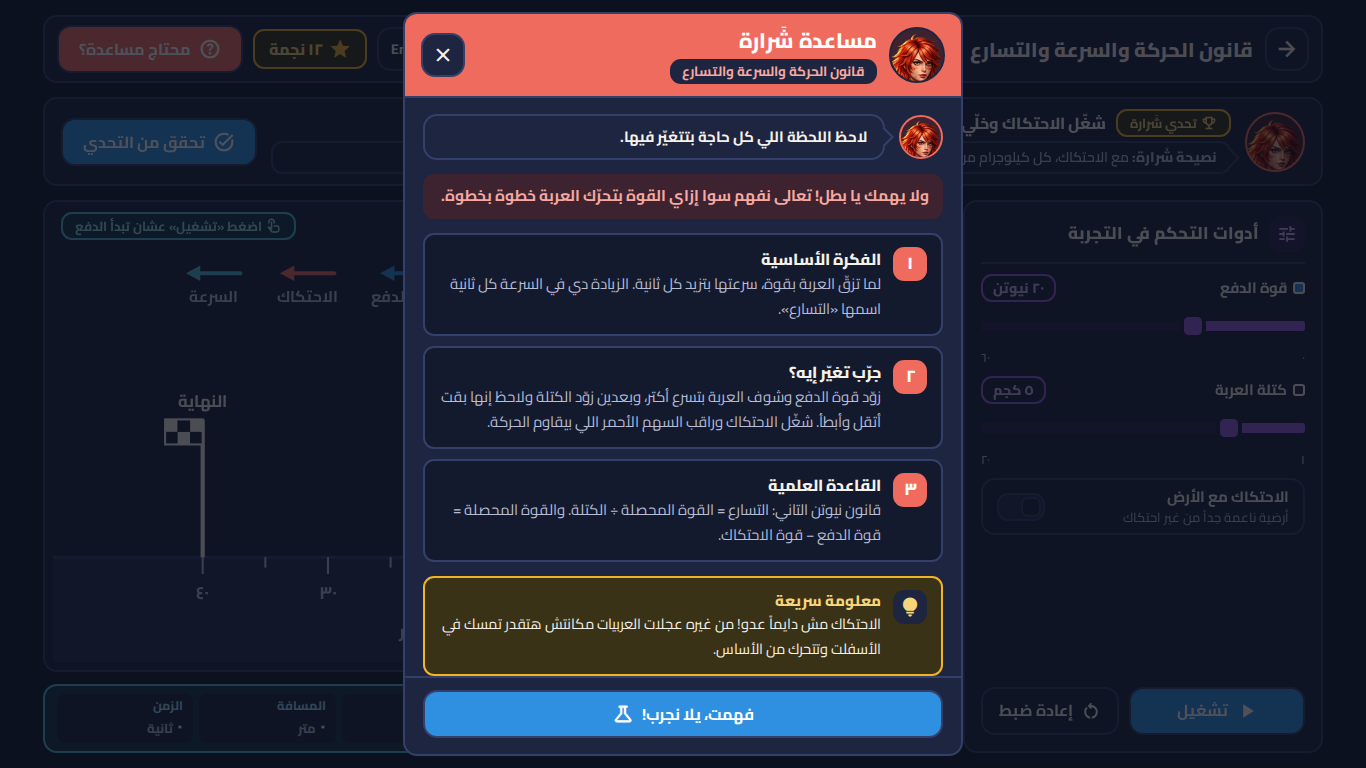 مساعدة شَرارة
قانون الحركة والسرعة والتسارع
لاحظ اللحظة اللي كل حاجة بتتغيّر فيها.
ولا يهمك يا بطل! تعالى نفهم سوا إزاي القوة بتحرّك العربة خطوة بخطوة.
١
الفكرة الأساسية
لما تزقّ العربة بقوة، سرعتها بتزيد كل ثانية. الزيادة دي في السرعة كل ثانية
اسمها «التسارع».
٢
جرّب تغيّر إيه؟
زوّد قوة الدفع وشوف العربة بتسرع أكتر، وبعدين زوّد الكتلة ولاحظ إنها بقت
أتقل وأبطأ. شغّل الاحتكاك وراقب السهم الأحمر اللي بيقاوم الحركة.
٣
القاعدة العلمية
قانون نيوتن التاني: التسارع = القوة المحصلة ÷ الكتلة. والقوة المحصلة =
قوة الدفع − قوة الاحتكاك.
معلومة سريعة
الاحتكاك مش دايماً عدو! من غيره عجلات العربيات مكانتش هتقدر تمسك في
الأسفلت وتتحرك من الأساس.
فهمت، يلا نجرب!
قانون الحركة والسرعة والتسارع
١٢ نجمة
محتاج مساعدة؟
تحدي شرارة
شغّل الاحتكاك وخلّي
نصيحة شرارة: مع الاحتكاك، كل كيلوجرام
تحقق من التحدي
أدوات التحكم في التجربة
قوة الدفع
٢٠ نيوتن
٠
٦٠
كتلة العربة
٥ كجم
١
٢٠
الاحتكاك مع الأرض
أرضية ناعمة جداً من غير احتكاك
تشغيل
إعادة ضبط
اضغط «تشغيل» عشان تبدأ الدفع
الاحتكاك
السرعة
النهاية
٣٠
٤٠
المسافة
٠ متر
الزمن
٠ ثانية